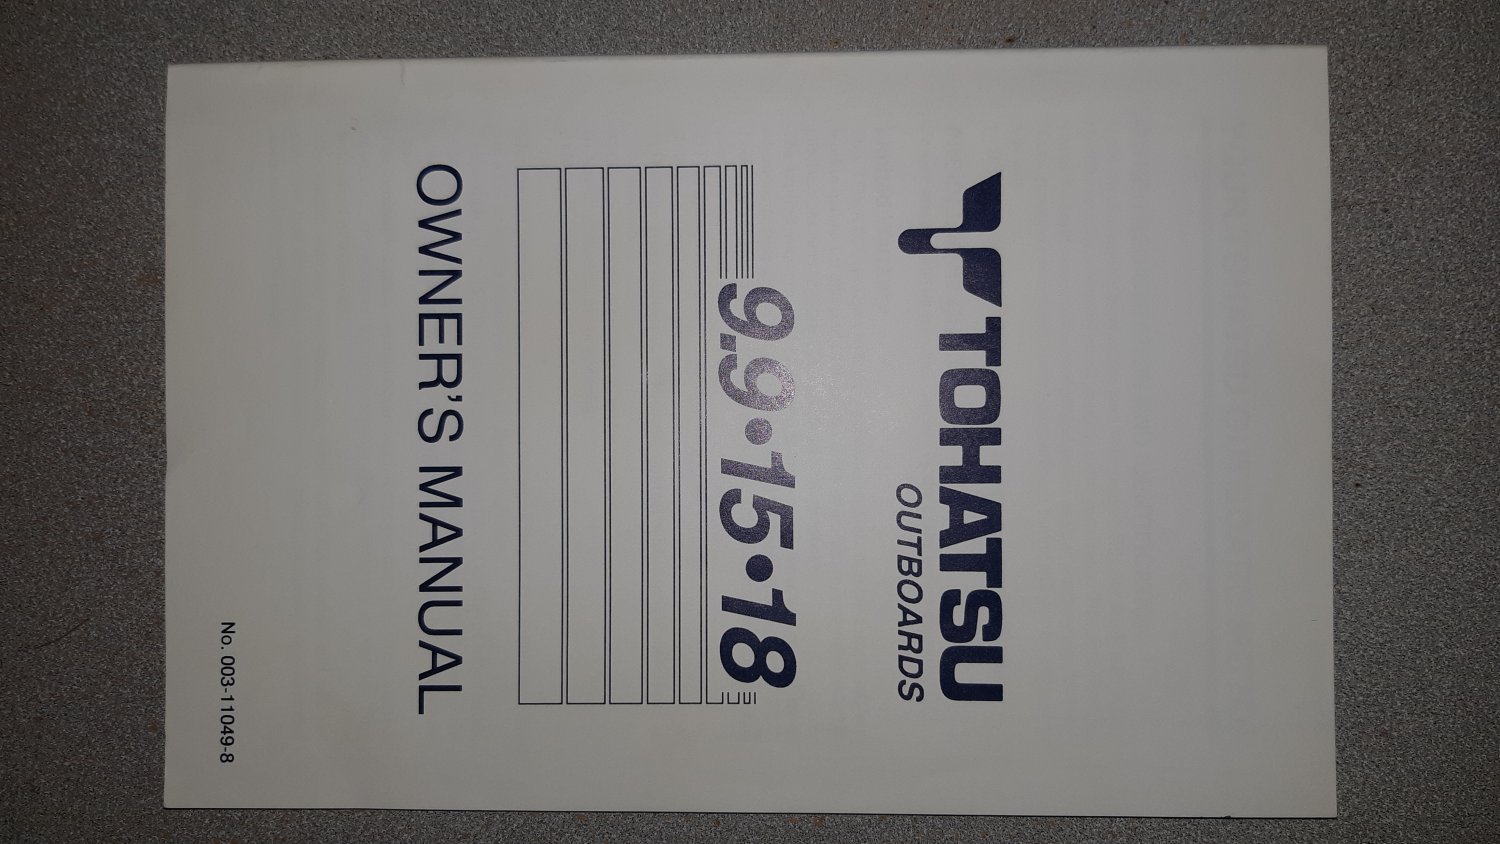 TOHATSU
OUTBOARDS
9.9•15•18
OWNER'S MANUAL
No. 003-11049-8